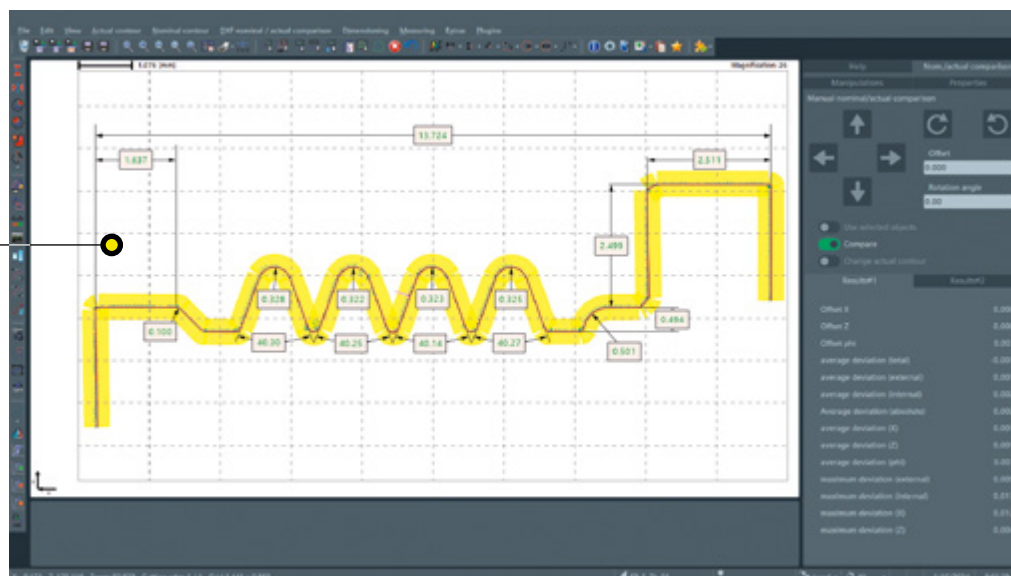 File Edit View Actual contour Nominal contour DXF nominal / actual comparison Dimensioning Measuring Extras Plugins
Magnification 26
Help Nom./actual comparison
Manipulations Properties
Manual nominal/actual comparison
Offset
0.000
Rotation angle
0.00
Use selected objects
Compare
Change actual contour
Results#1 Results#2
13.724
1.637 2.511
2.499
0.328 0.322 0.323 0.325
0.100 0.494
40.30 40.25 40.14 40.27 0.501
Offset X
Offset Z
Offset phi
average deviation (total)
average deviation (external)
average deviation (internal)
Average deviation (absolute)
average deviation (X)
average deviation (Z)
average deviation (phi)
maximum deviation (external)
maximum deviation (internal)
maximum deviation (X)
maximum deviation (Z)